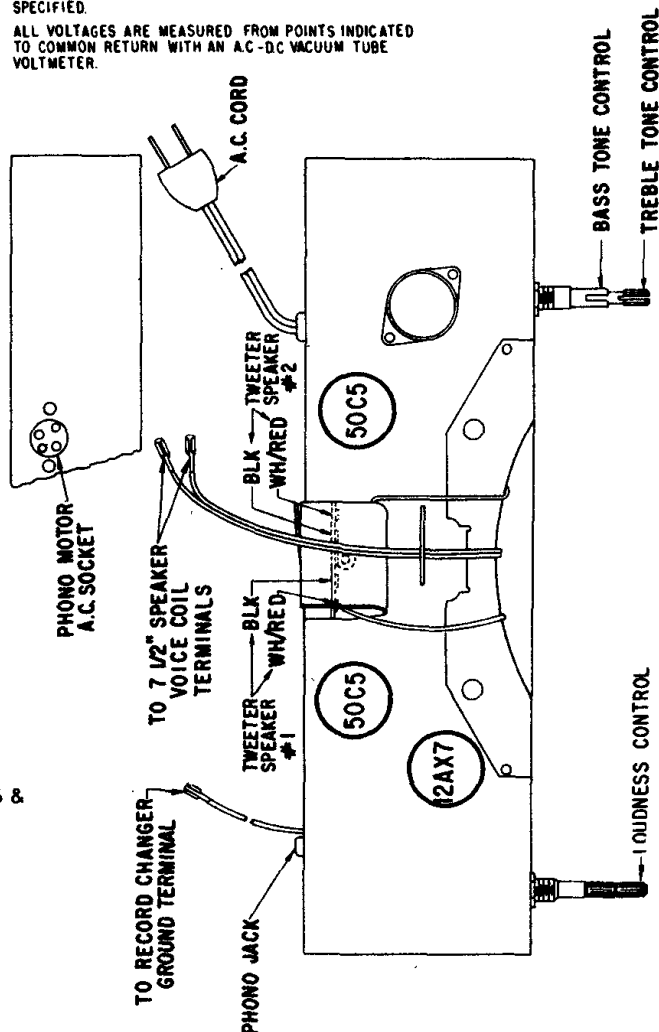 SPECIFIED.
ALL VOLTAGES ARE MEASURED FROM POINTS INDICATED
TO COMMON RETURN WITH AN A.C.-D.C. VACUUM TUBE
VOLTMETER.
A.C. CORD
PHONO MOTOR
A.C. SOCKET
TO 7 1/2" SPEAKER
VOICE COIL
TERMINALS
TWEETER
SPEAKER
#1
BLK
WH/RED
BLK
WH/RED
TWEETER
SPEAKER
#2
50C5
50C5
12AX7
BASS TONE CONTROL
TREBLE TONE CONTROL
&
TO RECORD CHANGER
GROUND TERMINAL
PHONO JACK
LOUDNESS CONTROL